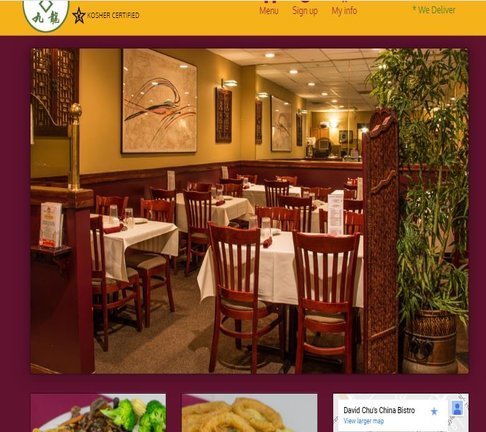 九龍
KOSHER CERTIFIED
Menu
Sign up
My info
* We Deliver
David Chu's China Bistro
View larger map